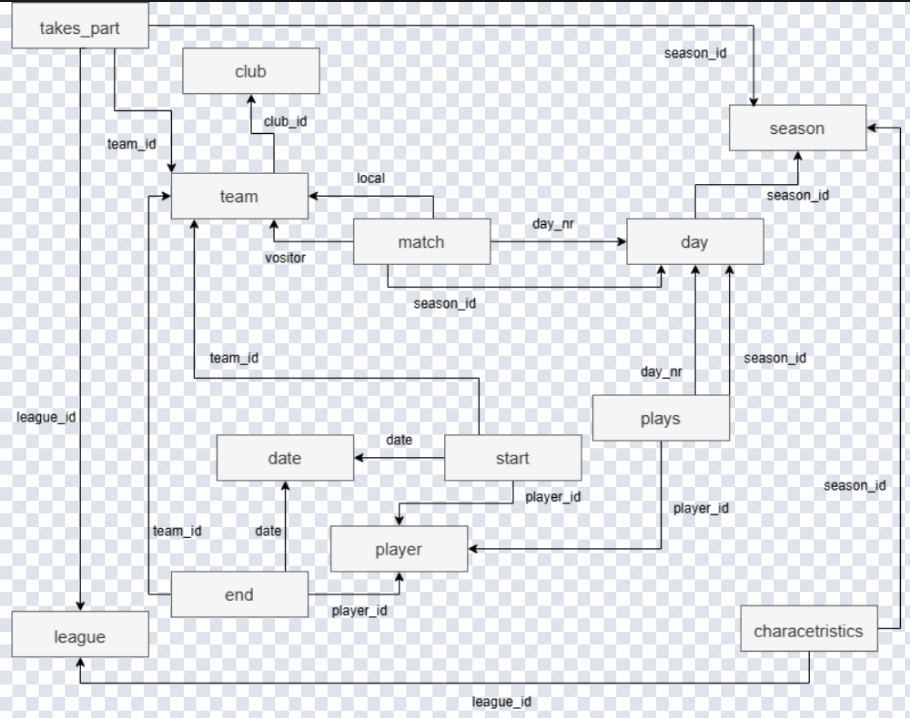 takes_part
season_id
club
club_id
season
team_id
local
team
season_id
day_nr
match
day
vositor
season_id
team_id
season_id
day_nr
league_id
plays
date
date
start
season_id
player_id
player_id
team_id
date
player
end
player_id
league
characetristics
league_id